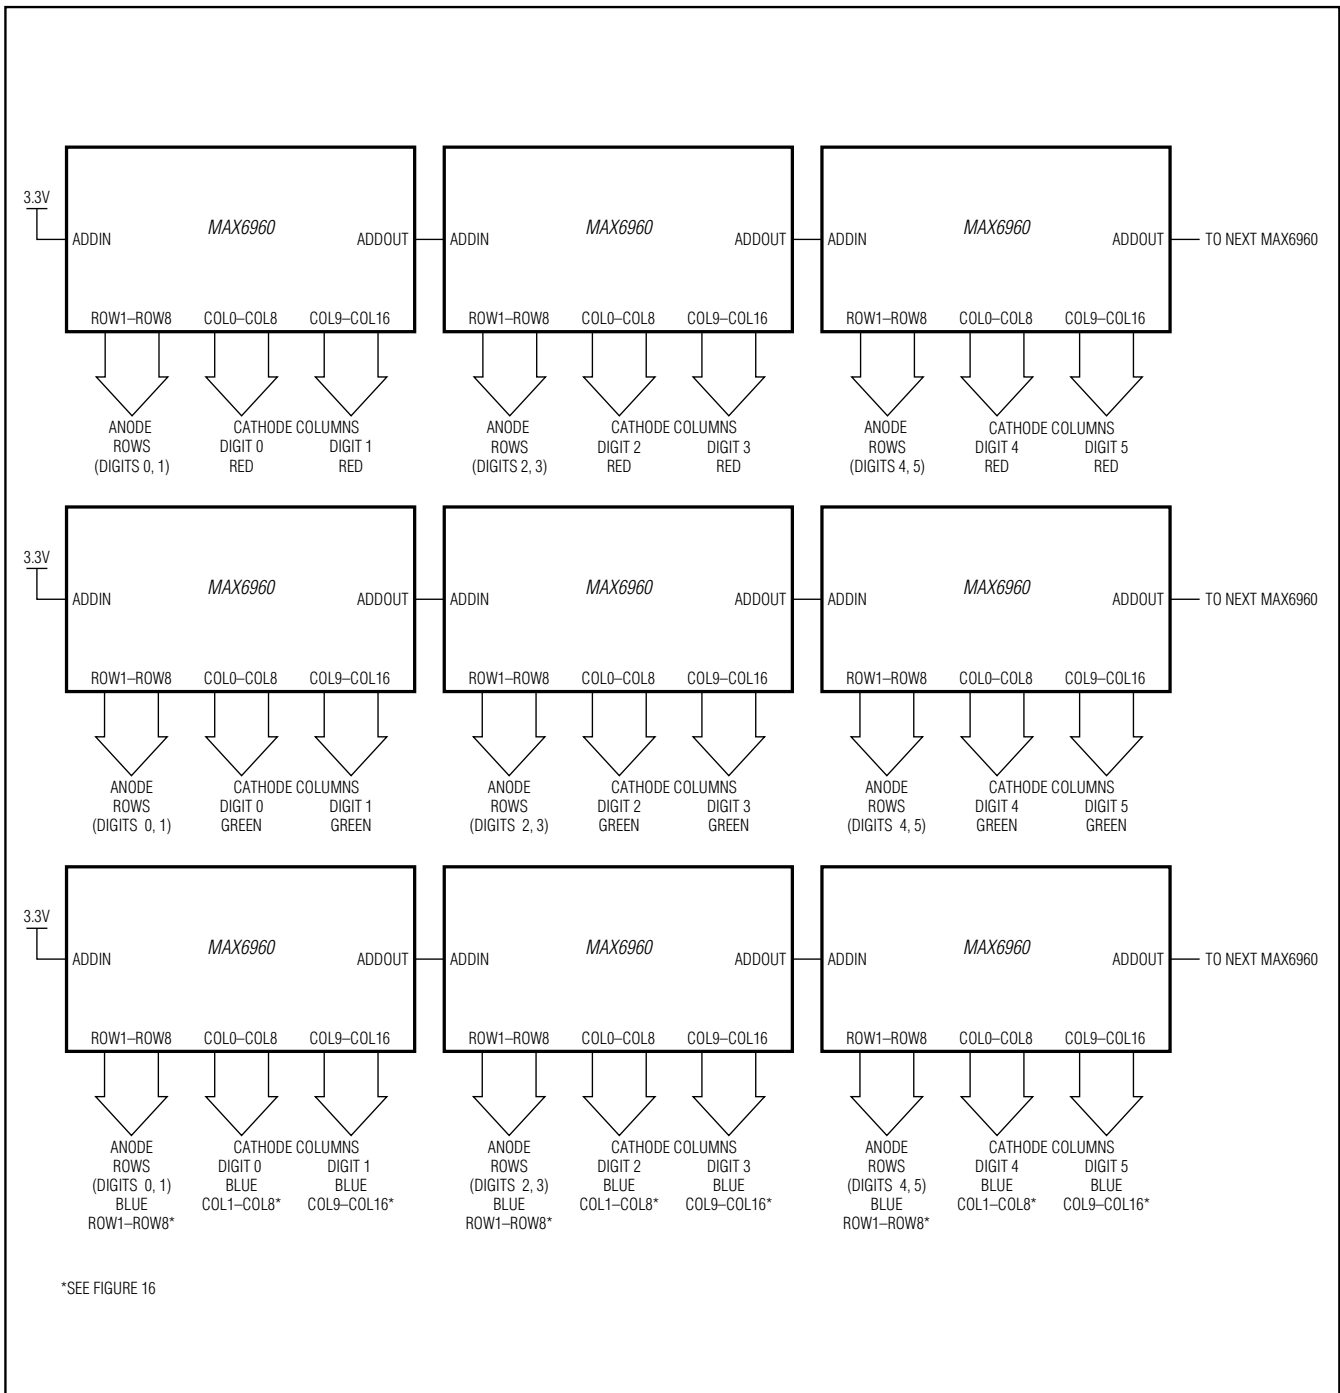 3.3V
ADDIN MAX6960 ADDOUT ADDIN MAX6960 ADDOUT ADDIN MAX6960 ADDOUT TO NEXT MAX6960
ROW1–ROW8 COL0–COL8 COL9–COL16 ROW1–ROW8 COL0–COL8 COL9–COL16 ROW1–ROW8 COL0–COL8 COL9–COL16
ANODE CATHODE COLUMNS ANODE CATHODE COLUMNS ANODE CATHODE COLUMNS
ROWS DIGIT 0 DIGIT 1 ROWS DIGIT 2 DIGIT 3 ROWS DIGIT 4 DIGIT 5
(DIGITS 0, 1) RED RED (DIGITS 2, 3) RED RED (DIGITS 4, 5) RED RED
3.3V
ADDIN MAX6960 ADDOUT ADDIN MAX6960 ADDOUT ADDIN MAX6960 ADDOUT TO NEXT MAX6960
ROW1–ROW8 COL0–COL8 COL9–COL16 ROW1–ROW8 COL0–COL8 COL9–COL16 ROW1–ROW8 COL0–COL8 COL9–COL16
ANODE CATHODE COLUMNS ANODE CATHODE COLUMNS ANODE CATHODE COLUMNS
ROWS DIGIT 0 DIGIT 1 ROWS DIGIT 2 DIGIT 3 ROWS DIGIT 4 DIGIT 5
(DIGITS 0, 1) GREEN GREEN (DIGITS 2, 3) GREEN GREEN (DIGITS 4, 5) GREEN GREEN
3.3V
ADDIN MAX6960 ADDOUT ADDIN MAX6960 ADDOUT ADDIN MAX6960 ADDOUT TO NEXT MAX6960
ROW1–ROW8 COL0–COL8 COL9–COL16 ROW1–ROW8 COL0–COL8 COL9–COL16 ROW1–ROW8 COL0–COL8 COL9–COL16
ANODE CATHODE COLUMNS ANODE CATHODE COLUMNS ANODE CATHODE COLUMNS
ROWS DIGIT 0 DIGIT 1 ROWS DIGIT 2 DIGIT 3 ROWS DIGIT 4 DIGIT 5
(DIGITS 0, 1) BLUE BLUE (DIGITS 2, 3) BLUE BLUE (DIGITS 4, 5) BLUE BLUE
BLUE COL1–COL8* COL9–COL16* BLUE COL1–COL8* COL9–COL16* BLUE COL1–COL8* COL9–COL16*
ROW1–ROW8* ROW1–ROW8* ROW1–ROW8*
*SEE FIGURE 16